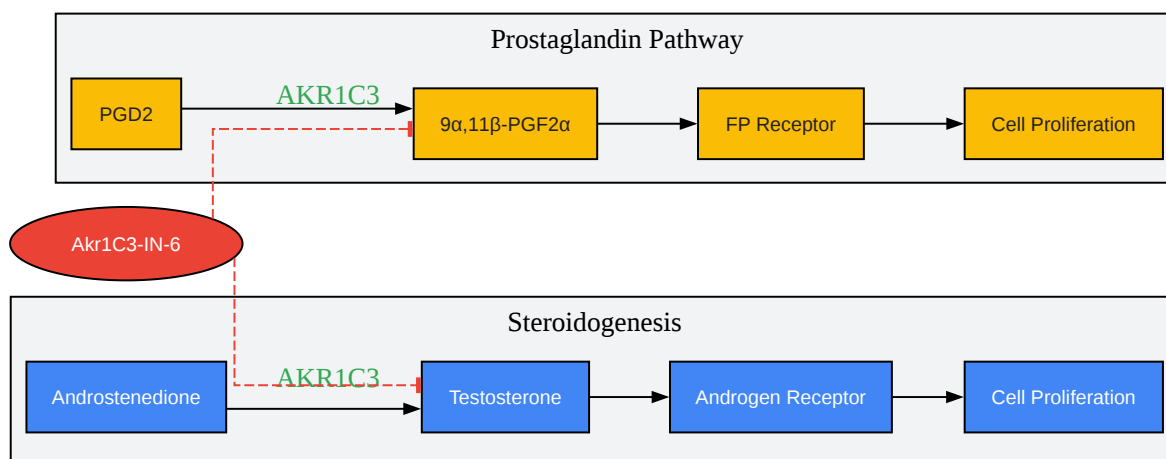 Prostaglandin Pathway
PGD2
AKR1C3
9α,11β-PGF2α
FP Receptor
Cell Proliferation
Akr1C3-IN-6
Steroidogenesis
Androstenedione
AKR1C3
Testosterone
Androgen Receptor
Cell Proliferation